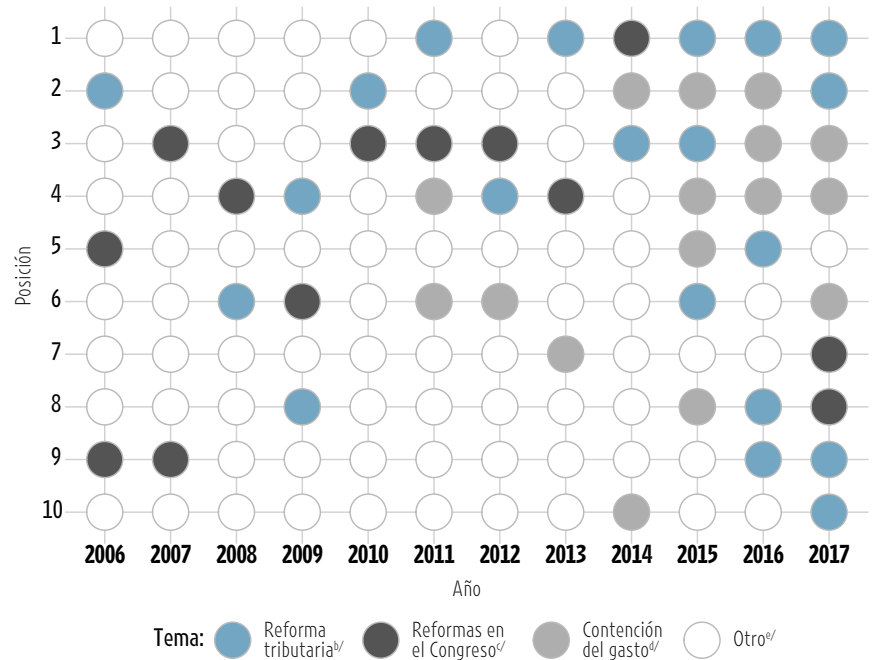 1
2
3
4
5
6
7
8
9
10
Posición
2006 2007 2008 2009 2010 2011 2012 2013 2014 2015 2016 2017
Año
Tema:
Reforma
tributariab/
Reformas en
el Congresoc/
Contención
del gastod/
Otroe/